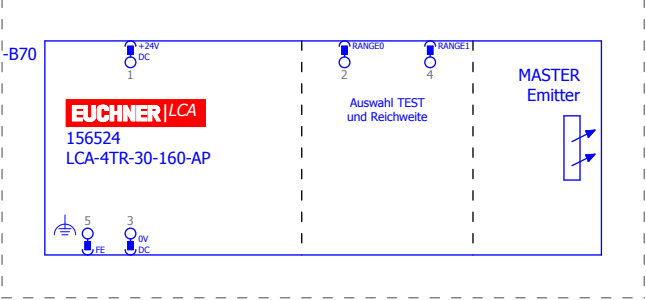 -B70
+24V
DC
1
RANGE0
2
RANGE1
4
MASTER
Emitter
EUCHNER|LCA
Auswahl TEST
und Reichweite
156524
LCA-4TR-30-160-AP
5
FE
3
0V
DC